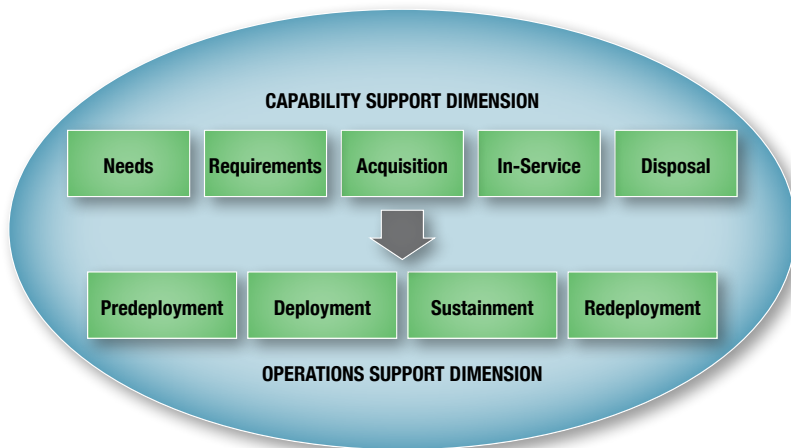 CAPABILITY SUPPORT DIMENSION
Needs
Requirements
Acquisition
In-Service
Disposal
Predeployment
Deployment
Sustainment
Redeployment
OPERATIONS SUPPORT DIMENSION